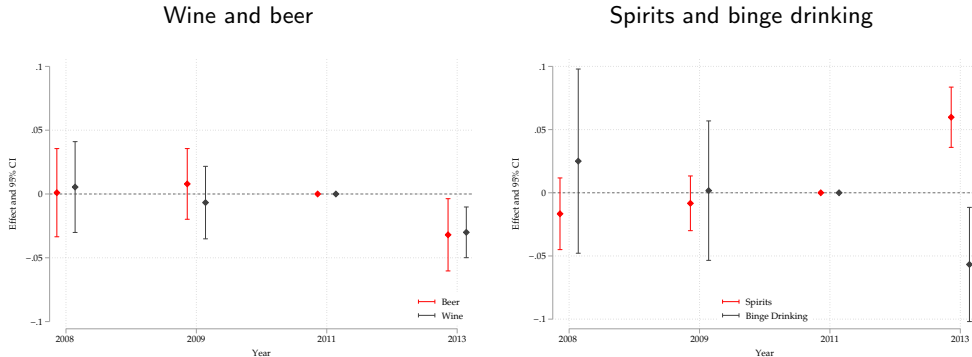 Wine and beer
Effect and 95% CI
.1
.05
0
-.05
-.1
Beer
Wine
2008
2009
2011
2013
Year
Spirits and binge drinking
Effect and 95% CI
.1
.05
0
-.05
-.1
Spirits
Binge Drinking
2008
2009
2011
2013
Year